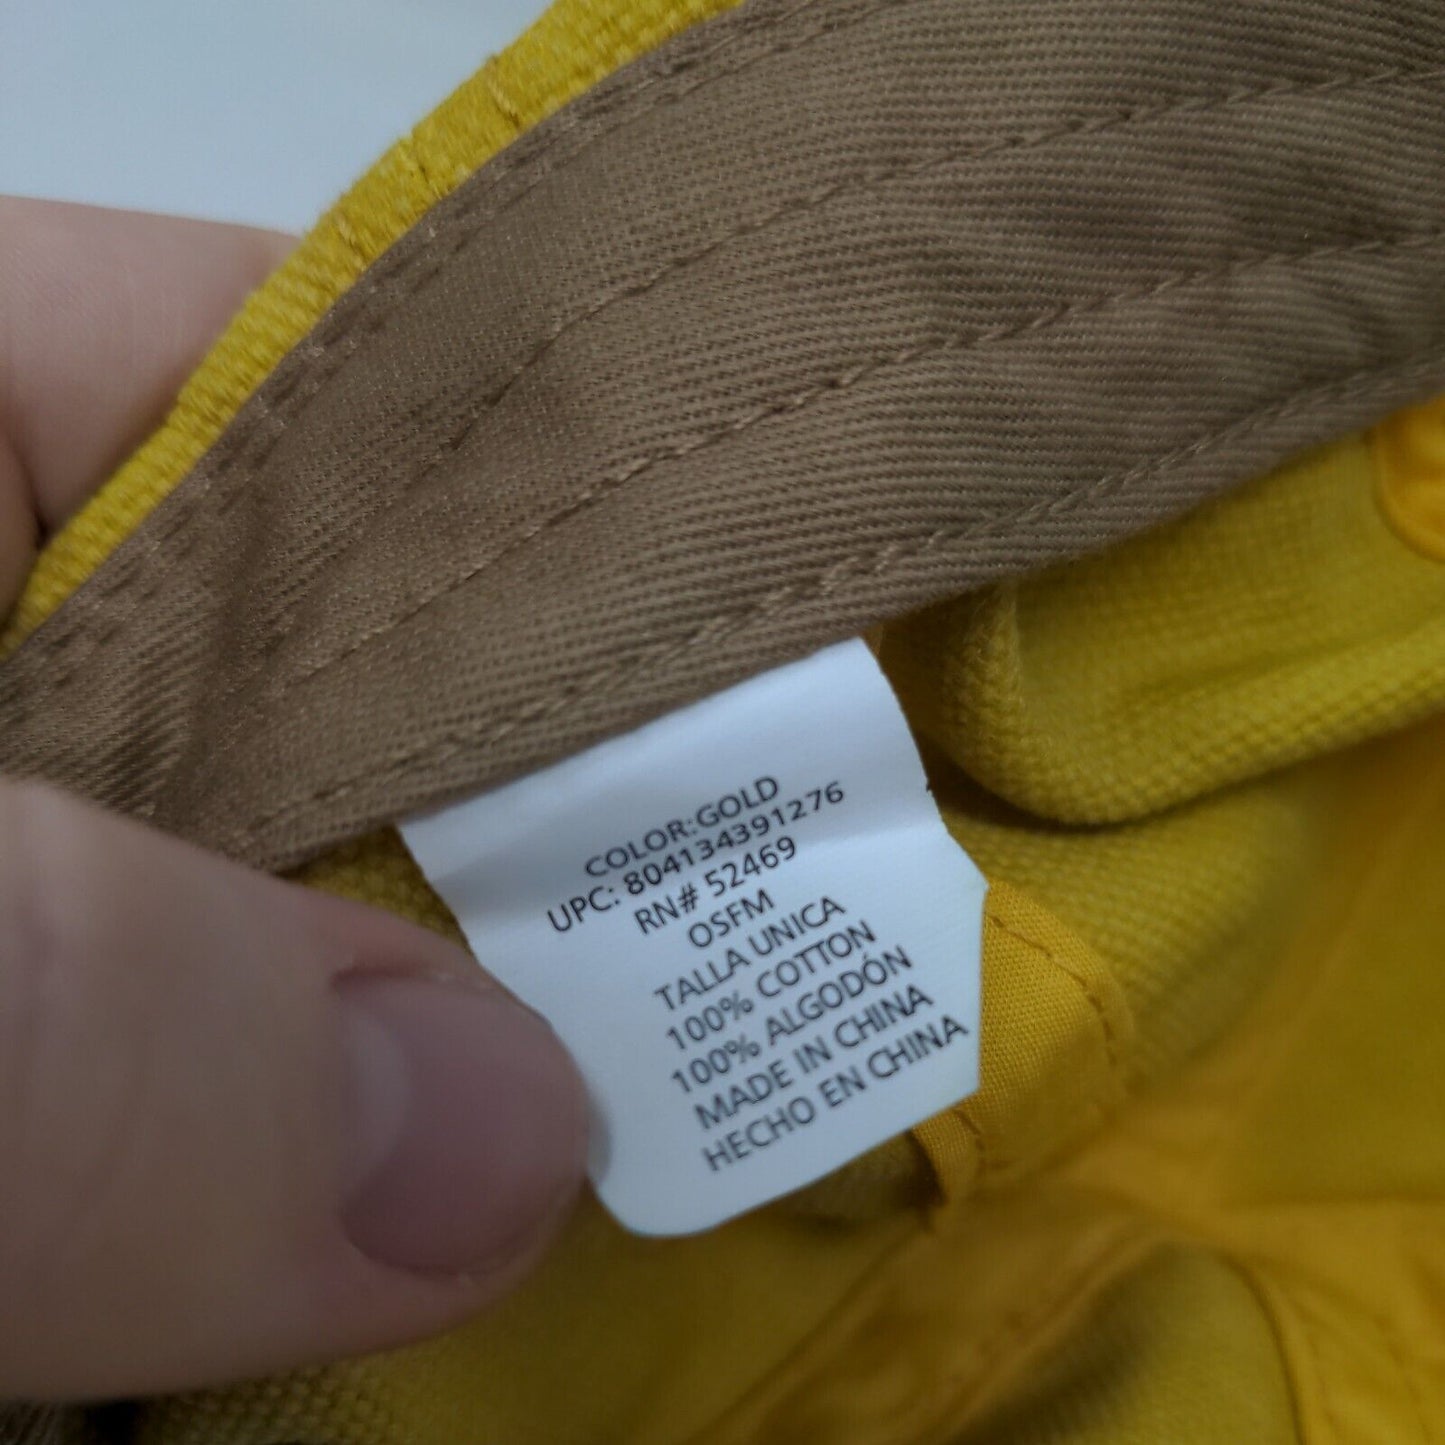 COLOR:GOLD
UPC: 804134391276
RN# 52469
OSFM
TALLA UNICA
100% COTTON
100% ALGODÓN
MADE IN CHINA
HECHO EN CHINA